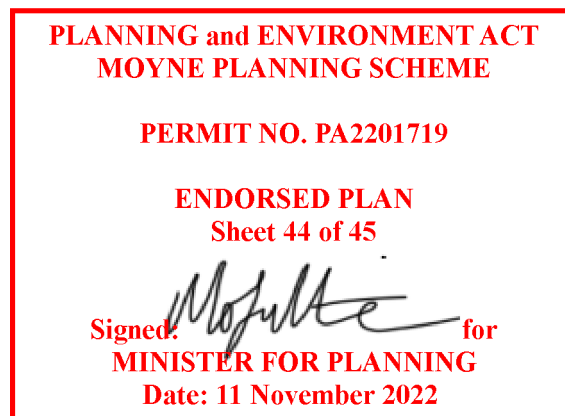 PLANNING and ENVIRONMENT ACT
MOYNE PLANNING SCHEME
PERMIT NO. PA2201719
ENDORSED PLAN
Sheet 44 of 45
Signed: for
MINISTER FOR PLANNING
Date: 11 November 2022